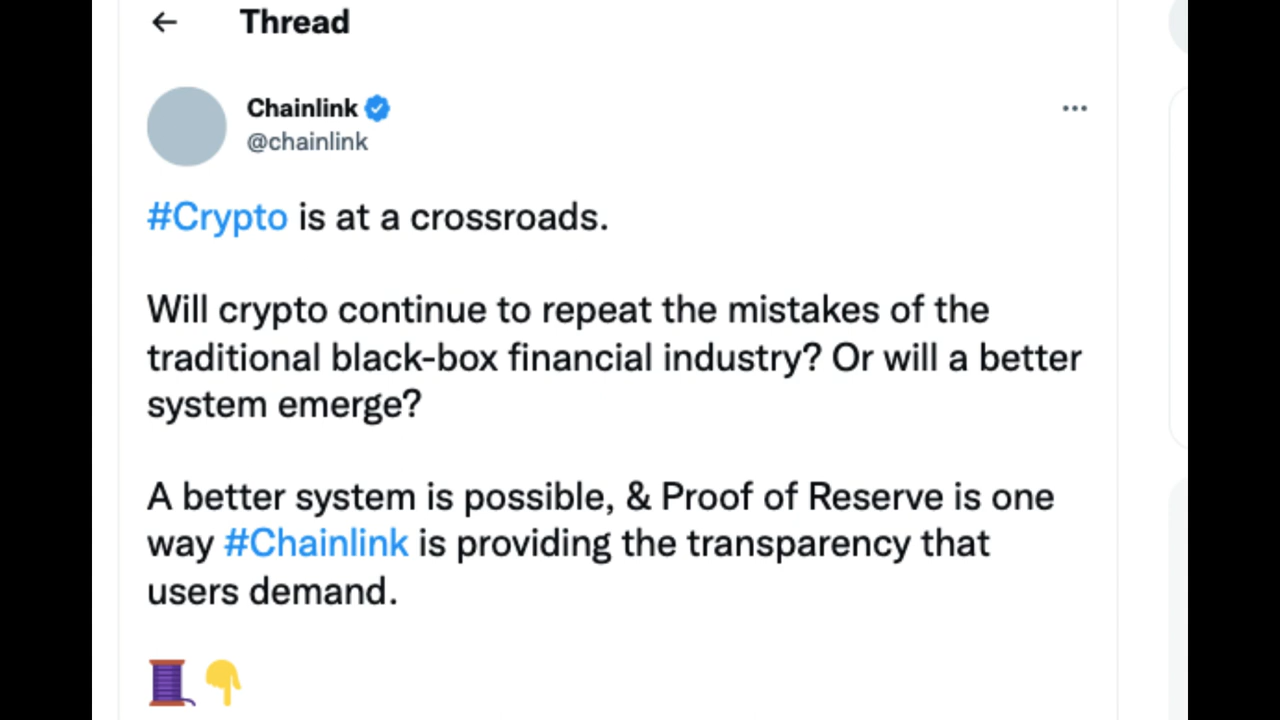 Thread
Chainlink
@chainlink
#Crypto is at a crossroads.
Will crypto continue to repeat the mistakes of the
traditional black-box financial industry? Or will a better
system emerge?
A better system is possible, & Proof of Reserve is one
way #Chainlink is providing the transparency that
users demand.